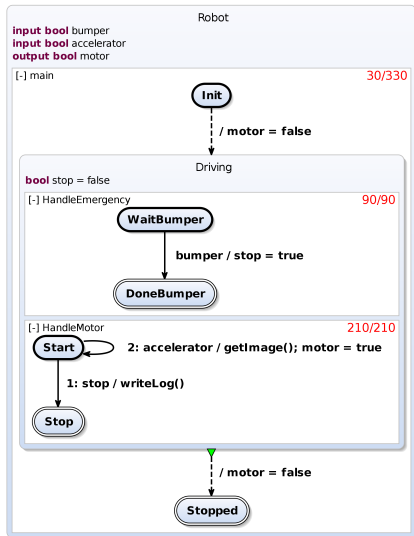 Robot
input bool bumper
input bool accelerator
output bool motor
[-] main 30/330
Init
/ motor = false
Driving
bool stop = false
[-] HandleEmergency 90/90
WaitBumper
bumper / stop = true
DoneBumper
[-] HandleMotor 210/210
Start
2: accelerator / getImage(); motor = true
1: stop / writeLog()
Stop
/ motor = false
Stopped